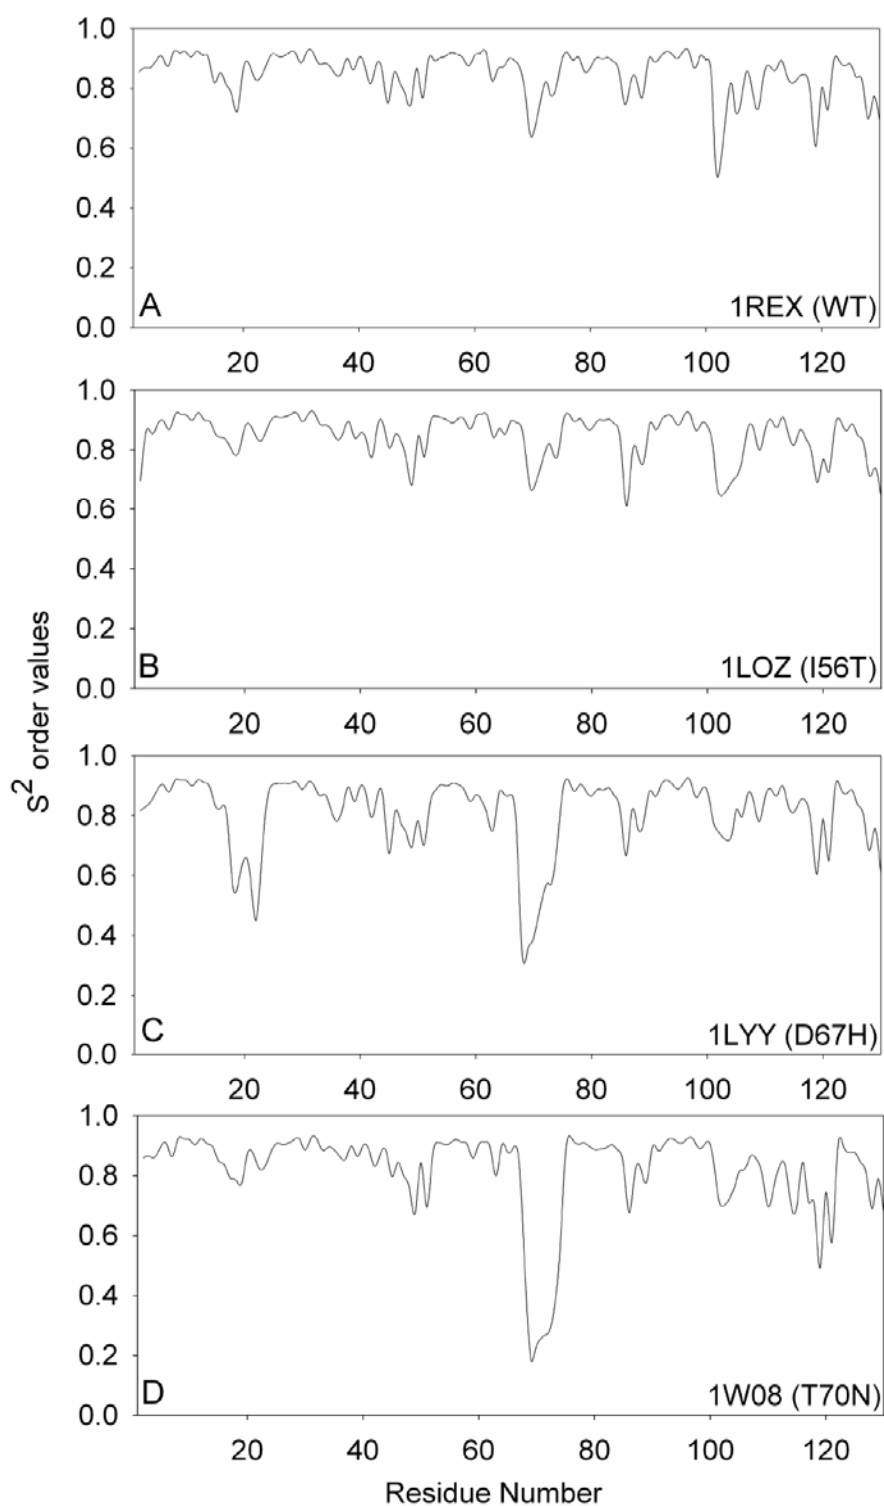 1.0
0.8
0.6
0.4
0.2
0.0
A
1REX (WT)
20 40 60 80 100 120
1.0
0.8
0.6
0.4
0.2
0.0
B
1LOZ (I56T)
20 40 60 80 100 120
S2 order values
1.0
0.8
0.6
0.4
0.2
0.0
C
1LYY (D67H)
20 40 60 80 100 120
1.0
0.8
0.6
0.4
0.2
0.0
D
1W08 (T70N)
20 40 60 80 100 120
Residue Number